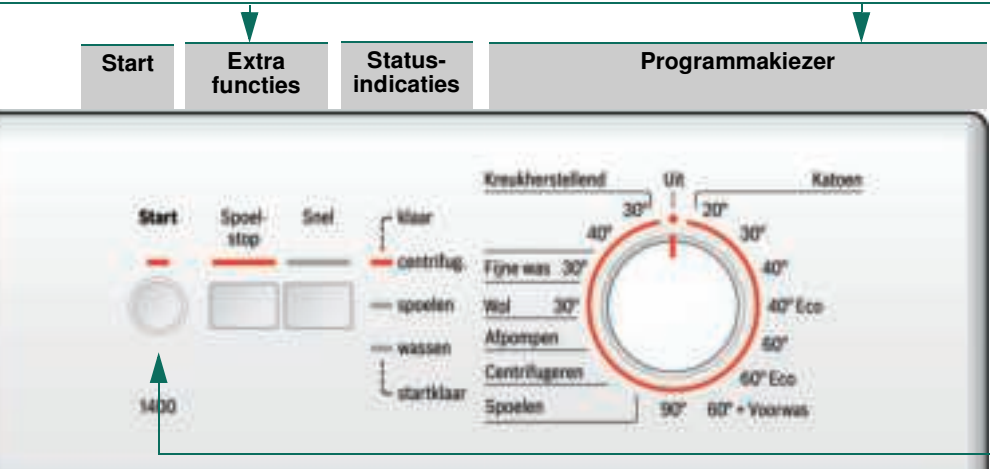 Start
Extra
functies
Status-
indicaties
Programmakiezer
Start
Spoel-
stop
Snel
klaar
centrifug.
spoelen
wassen
startklaar
1400
Kreukherstellend
Uit
Katoen
30°
40°
Fijne was 30°
Wol 30°
Afpompen
Centrifugeren
Spoelen
20°
30°
40°
40° Eco
60°
60° Eco
60° + Voorwas
90°